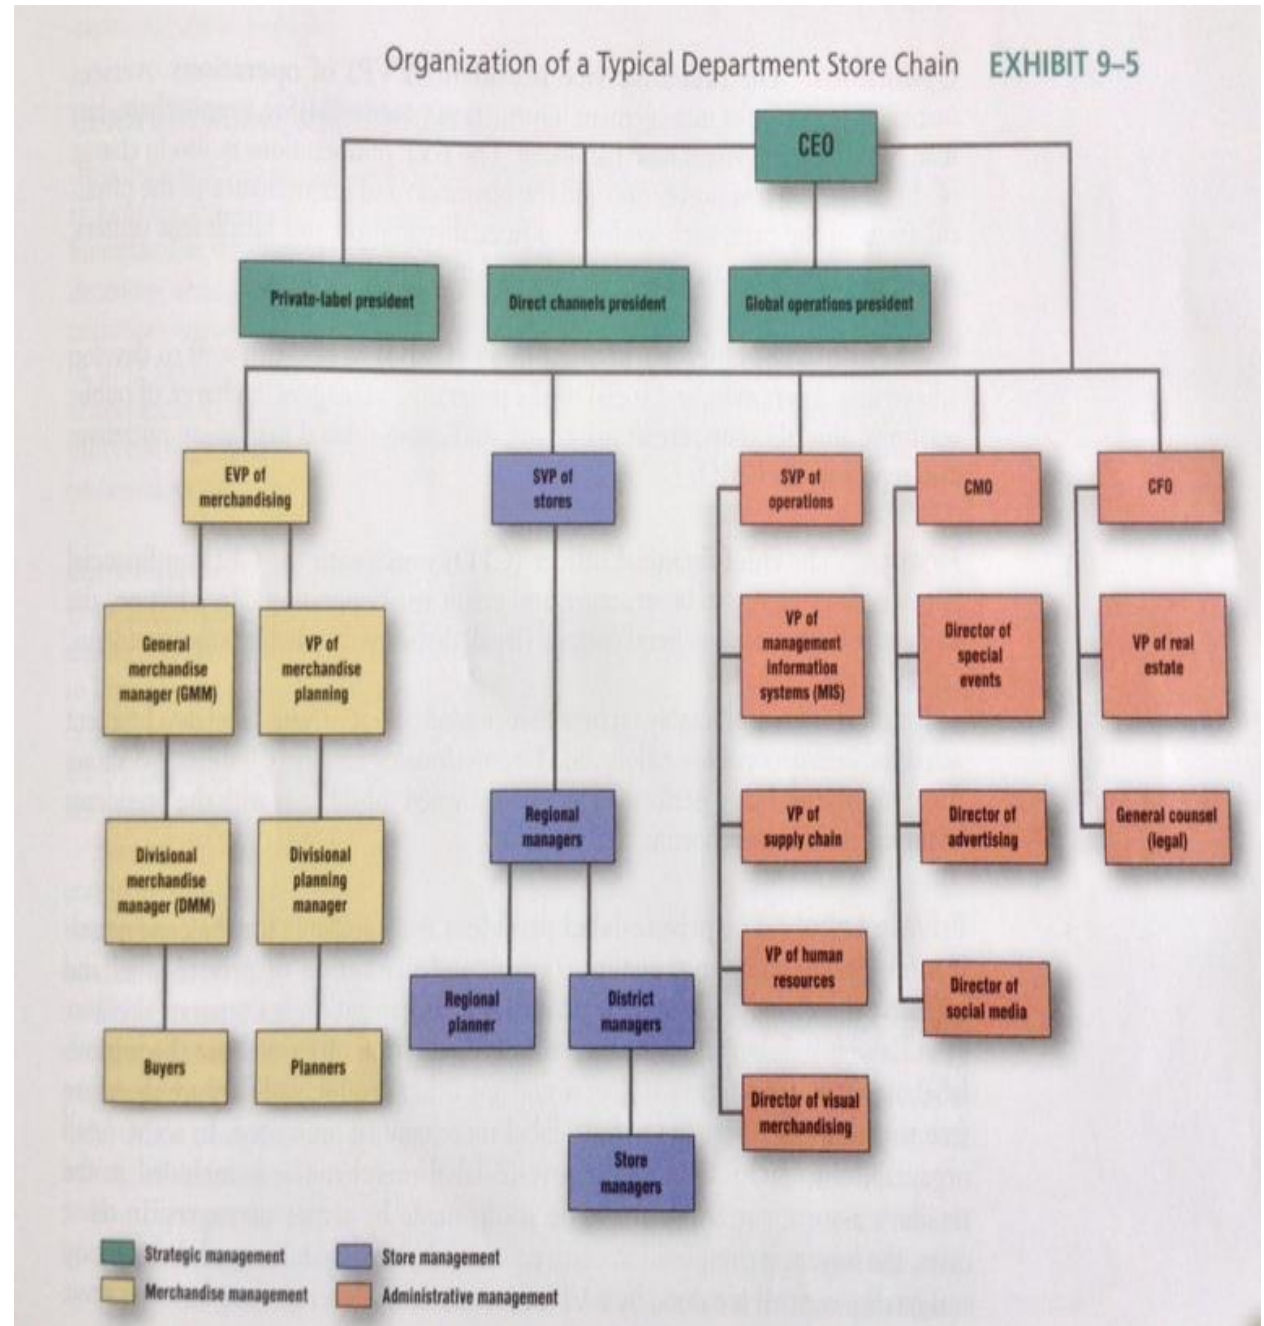 Organization of a Typical Department Store Chain EXHIBIT 9–5
CEO
Private-label president
Direct channels president
Global operations president
EVP of
merchandising
SVP of
stores
SVP of
operations
CMO
CFO
General
merchandise
manager (GMM)
VP of
merchandise
planning
VP of
management
information
systems (MIS)
Director of
special
events
VP of real
estate
Regional
managers
VP of
supply chain
Director of
advertising
General counsel
(legal)
Divisional
merchandise
manager (DMM)
Divisional
planning
manager
VP of human
resources
Regional
planner
District
managers
Director of
social media
Buyers
Planners
Director of visual
merchandising
Store
managers
Strategic management
Store management
Merchandise management
Administrative management